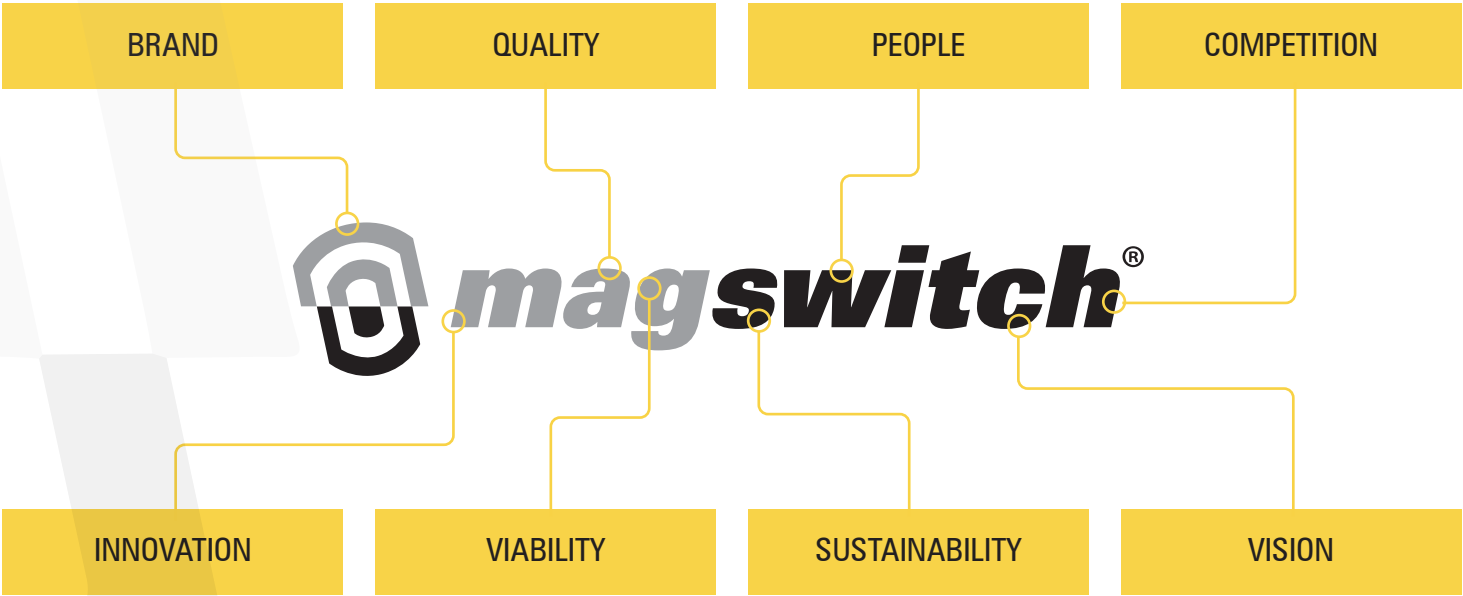 BRAND
QUALITY
PEOPLE
COMPETITION
magswitch®
INNOVATION
VIABILITY
SUSTAINABILITY
VISION